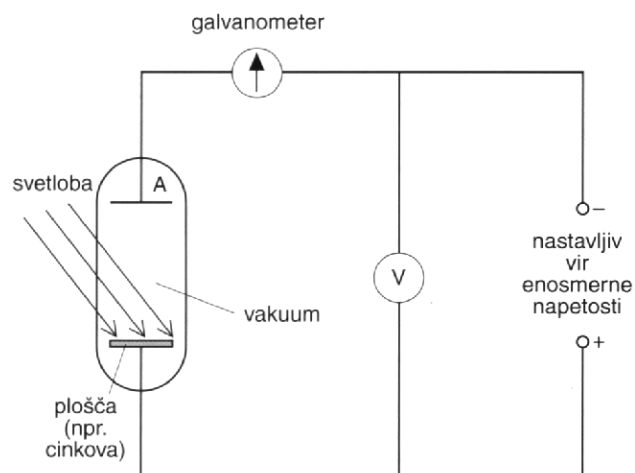 galvanometer
svetloba
A
−
nastavljiv
vir
enosmerne
napetosti
+
V
vakuum
plošča
(npr.
cinkova)